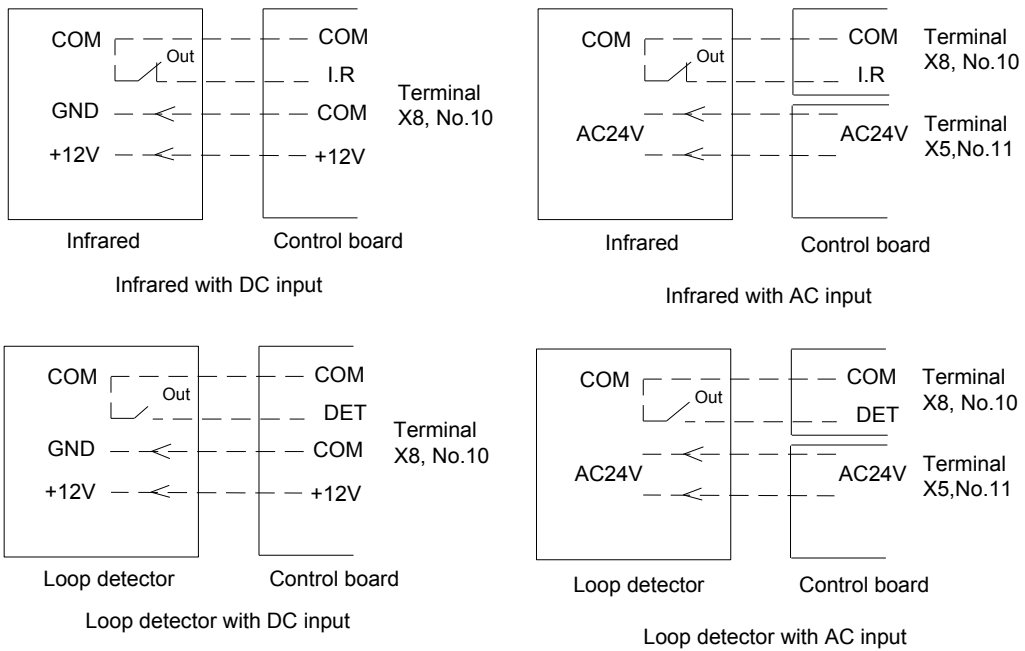 COM
Out
GND
+12V
COM
I.R
COM
+12V
Terminal
X8, No.10
Infrared
Control board
Infrared with DC input
COM
Out
AC24V
COM
I.R
AC24V
Terminal
X8, No.10
Terminal
X5,No.11
Infrared
Control board
Infrared with AC input
COM
Out
GND
+12V
COM
DET
COM
+12V
Terminal
X8, No.10
Loop detector
Control board
Loop detector with DC input
COM
Out
AC24V
COM
DET
AC24V
Terminal
X8, No.10
Terminal
X5,No.11
Loop detector
Control board
Loop detector with AC input